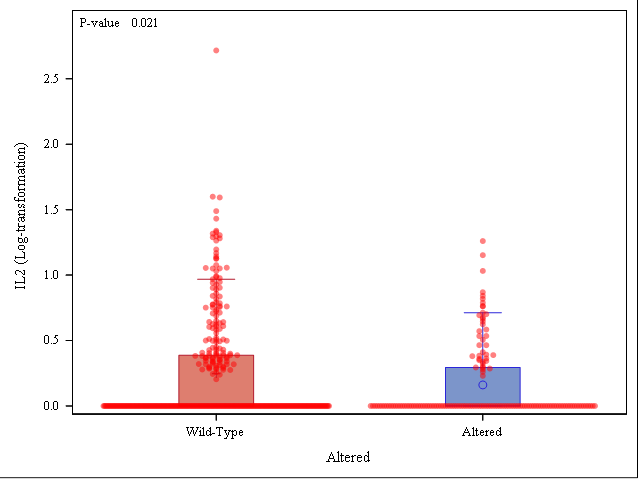 P-value 0.021
2.5
2.0
1.5
1.0
0.5
0.0
IL2 (Log-transformation)
Wild-Type
Altered
Altered